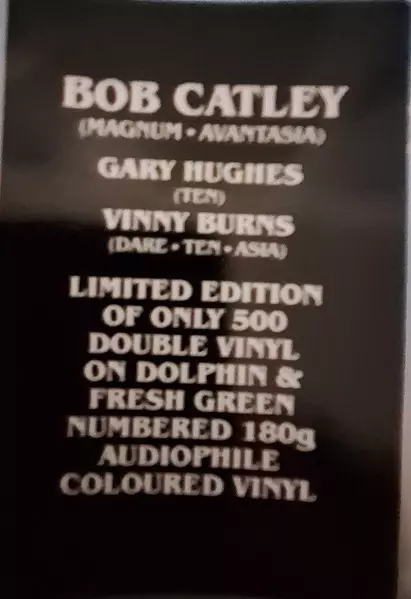 BOB CATLEY
(MAGNUM • AVANTASIA)
GARY HUGHES
(TEN)
VINNY BURNS
(DARE • TEN • ASIA)
LIMITED EDITION
OF ONLY 500
DOUBLE VINYL
ON DOLPHIN &
FRESH GREEN
NUMBERED 180g
AUDIOPHILE
COLOURED VINYL